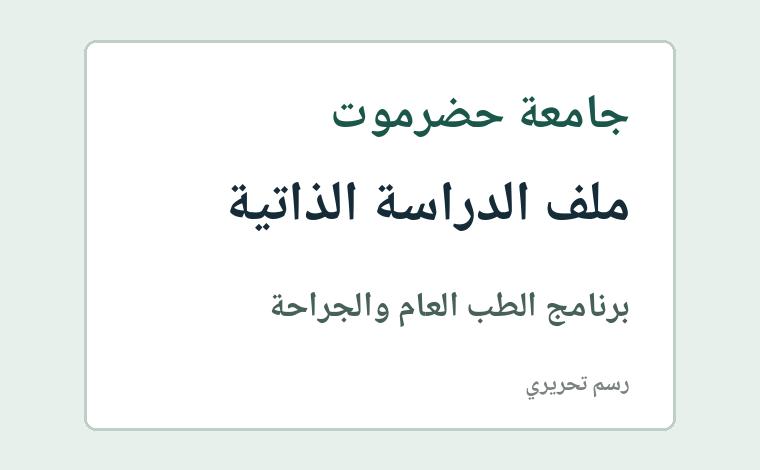 جامعة حضرموت
ملف الدراسة الذاتية
برنامج الطب العام والجراحة
رسم تحريري